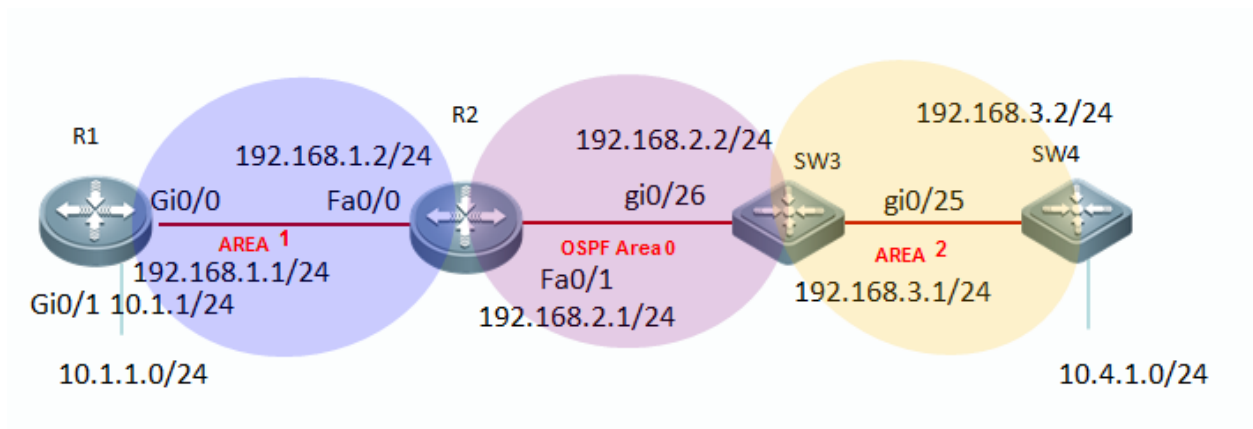 R1
R2
192.168.1.2/24
192.168.2.2/24
192.168.3.2/24
SW3
SW4
Gi0/0
Fa0/0
gi0/26
gi0/25
AREA 1
OSPF Area 0
AREA 2
192.168.1.1/24
Fa0/1
192.168.3.1/24
Gi0/1 10.1.1/24
192.168.2.1/24
10.1.1.0/24
10.4.1.0/24